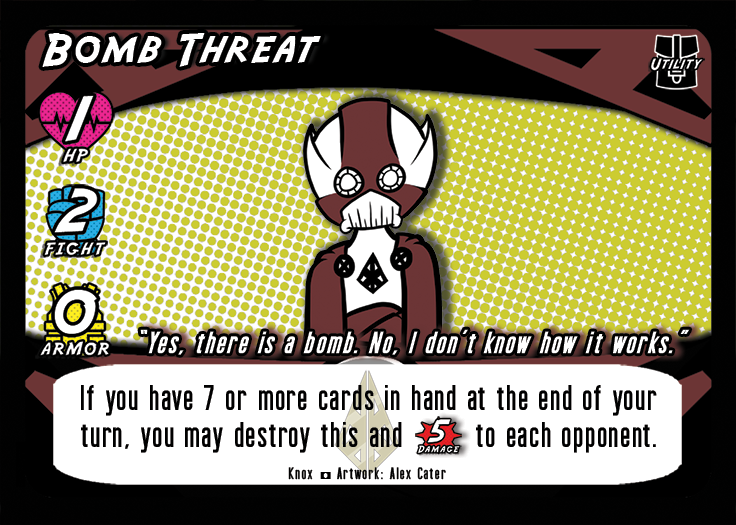 Bomb Threat
Utility
1
HP
2
Fight
0
Armor
"Yes, there is a bomb. No, I don't know how it works."
If you have 7 or more cards in hand at the end of your
turn, you may destroy this and 5 Damage to each opponent.
Knox Artwork: Alex Cater